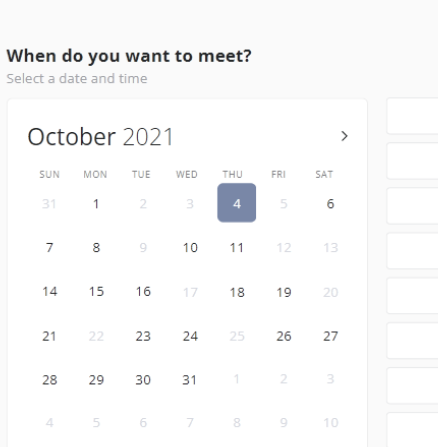 When do you want to meet?
Select a date and time
October 2021
SUN MON TUE WED THU FRI SAT
31 1 2 3 4 5 6
7 8 9 10 11 12 13
14 15 16 17 18 19 20
21 22 23 24 25 26 27
28 29 30 31 1 2 3
4 5 6 7 8 9 10